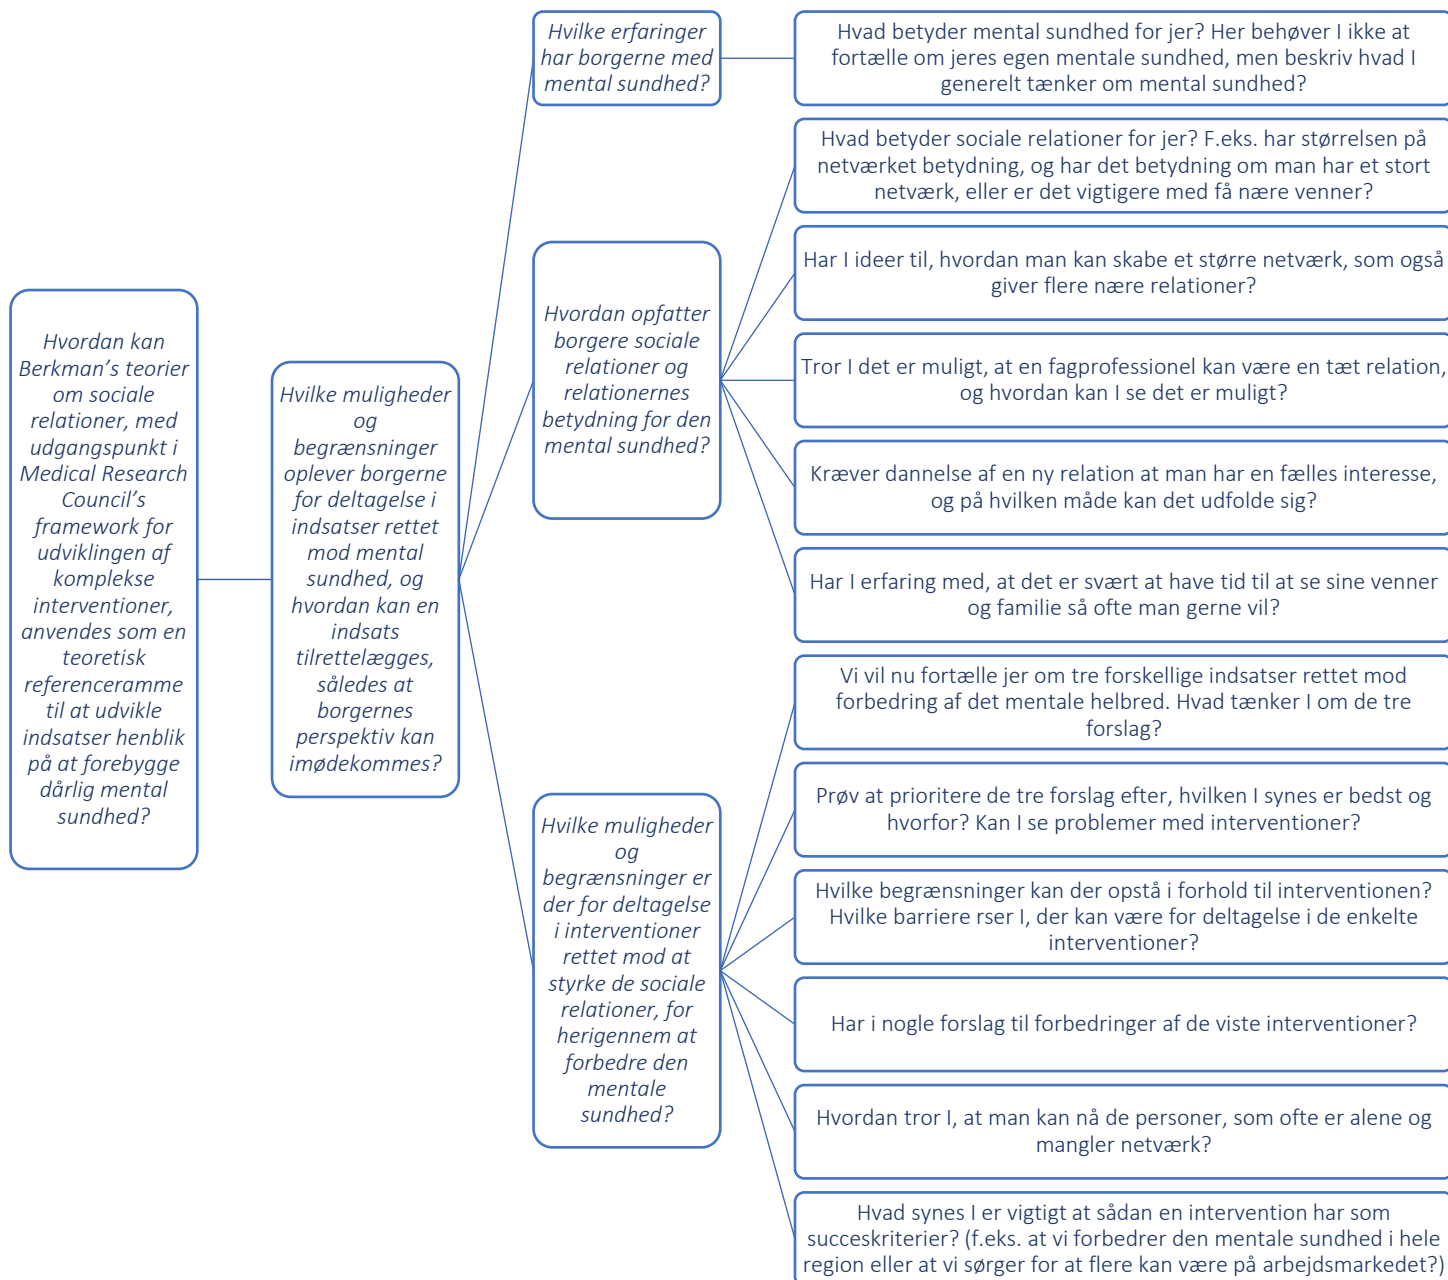 Hvordan kan
Berkman's teorier
om sociale
relationer, med
udgangspunkt i
Medical Research
Council's
framework for
udviklingen af
komplekse
interventioner,
anvendes som en
teoretisk
referenceramme
til at udvikle
indsatser henblik
på at forebygge
dårlig mental
sundhed?
Hvilke muligheder
og
begrænsninger
oplever borgerne
for deltagelse i
indsatser rettet
mod mental
sundhed, og
hvordan kan en
indsats
tilrettelægges,
således at
borgernes
perspektiv kan
imødekommes?
Hvilke erfaringer
har borgerne med
mental sundhed?
Hvad betyder mental sundhed for jer? Her behøver I ikke at
fortælle om jeres egen mentale sundhed, men beskriv hvad I
generelt tænker om mental sundhed?
Hvordan opfatter
borgere sociale
relationer og
relationernes
betydning for den
mental sundhed?
Hvad betyder sociale relationer for jer? F.eks. har størrelsen på
netværket betydning, og har det betydning om man har et stort
netværk, eller er det vigtigere med få nære venner?
Har I ideer til, hvordan man kan skabe et større netværk, som også
giver flere nære relationer?
Tror I det er muligt, at en fagprofessionel kan være en tæt relation,
og hvordan kan I se det er muligt?
Kræver dannelse af en ny relation at man har en fælles interesse,
og på hvilken måde kan det udfolde sig?
Har I erfaring med, at det er svært at have tid til at se sine venner
og familie så ofte man gerne vil?
Hvilke muligheder
og
begrænsninger er
der for deltagelse
i interventioner
rettet mod at
styrke de sociale
relationer, for
herigennem at
forbedre den
mentale
sundhed?
Vi vil nu fortælle jer om tre forskellige indsatser rettet mod
forbedring af det mentale helbred. Hvad tænker I om de tre
forslag?
Prøv at prioritere de tre forslag efter, hvilken I synes er bedst og
hvorfor? Kan I se problemer med interventioner?
Hvilke begrænsninger kan der opstå i forhold til interventionen?
Hvilke barriere rser I, der kan være for deltagelse i de enkelte
interventioner?
Har i nogle forslag til forbedringer af de viste interventioner?
Hvordan tror I, at man kan nå de personer, som ofte er alene og
mangler netværk?
Hvad synes I er vigtigt at sådan en intervention har som
succeskriterier? (f.eks. at vi forbedrer den mentale sundhed i hele
region eller at vi sørger for at flere kan være på arbejdsmarkedet?)